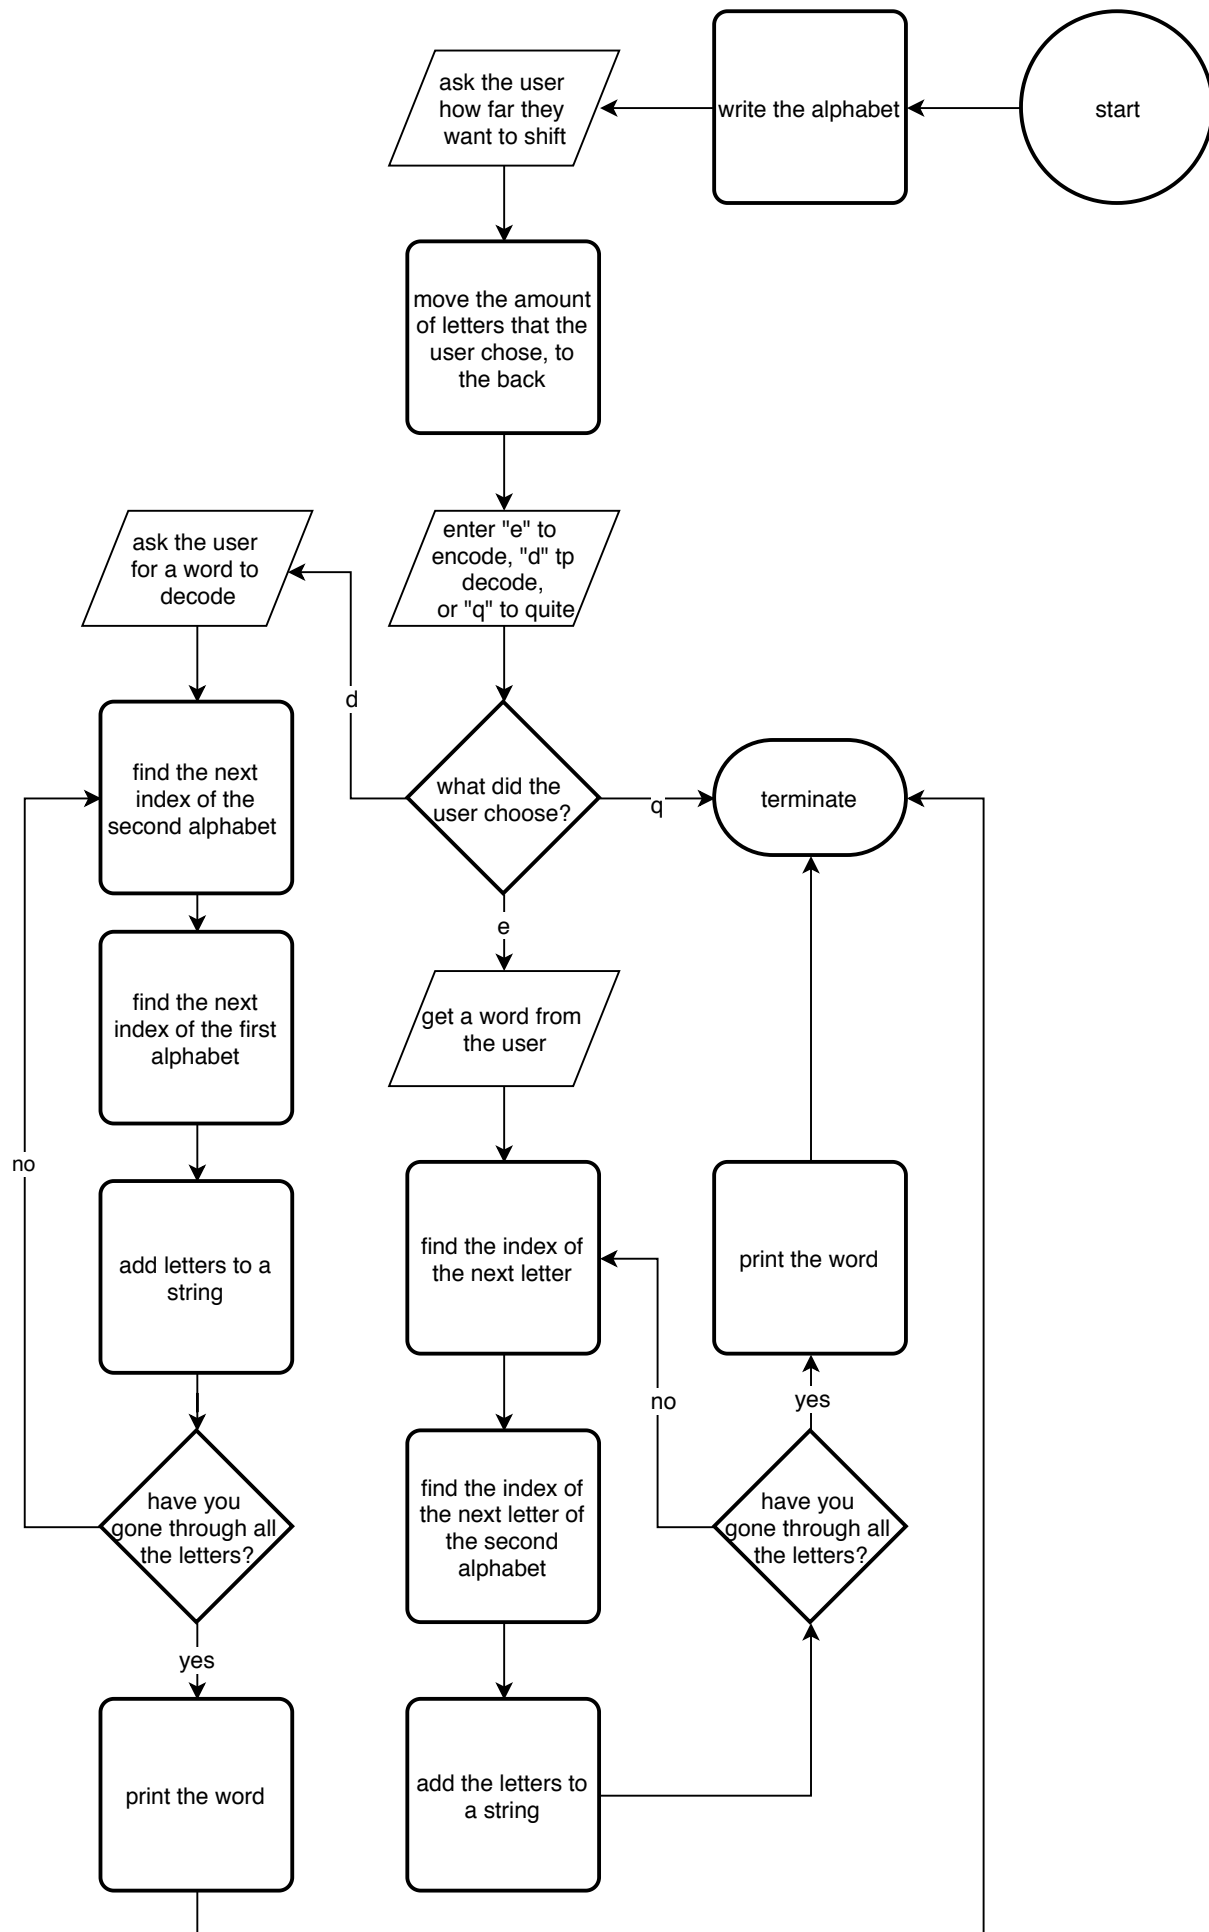 start
write the alphabet
ask the user
how far they
want to shift
move the amount
of letters that the
user chose, to
the back
enter "e" to
encode, "d" tp
decode,
or "q" to quite
what did the
user choose?
d
q
e
terminate
ask the user
for a word to
decode
find the next
index of the
second alphabet
find the next
index of the first
alphabet
add letters to a
string
have you
gone through all
the letters?
no
yes
print the word
get a word from
the user
find the index of
the next letter
find the index of
the next letter of
the second
alphabet
add the letters to
a string
have you
gone through all
the letters?
no
yes
print the word